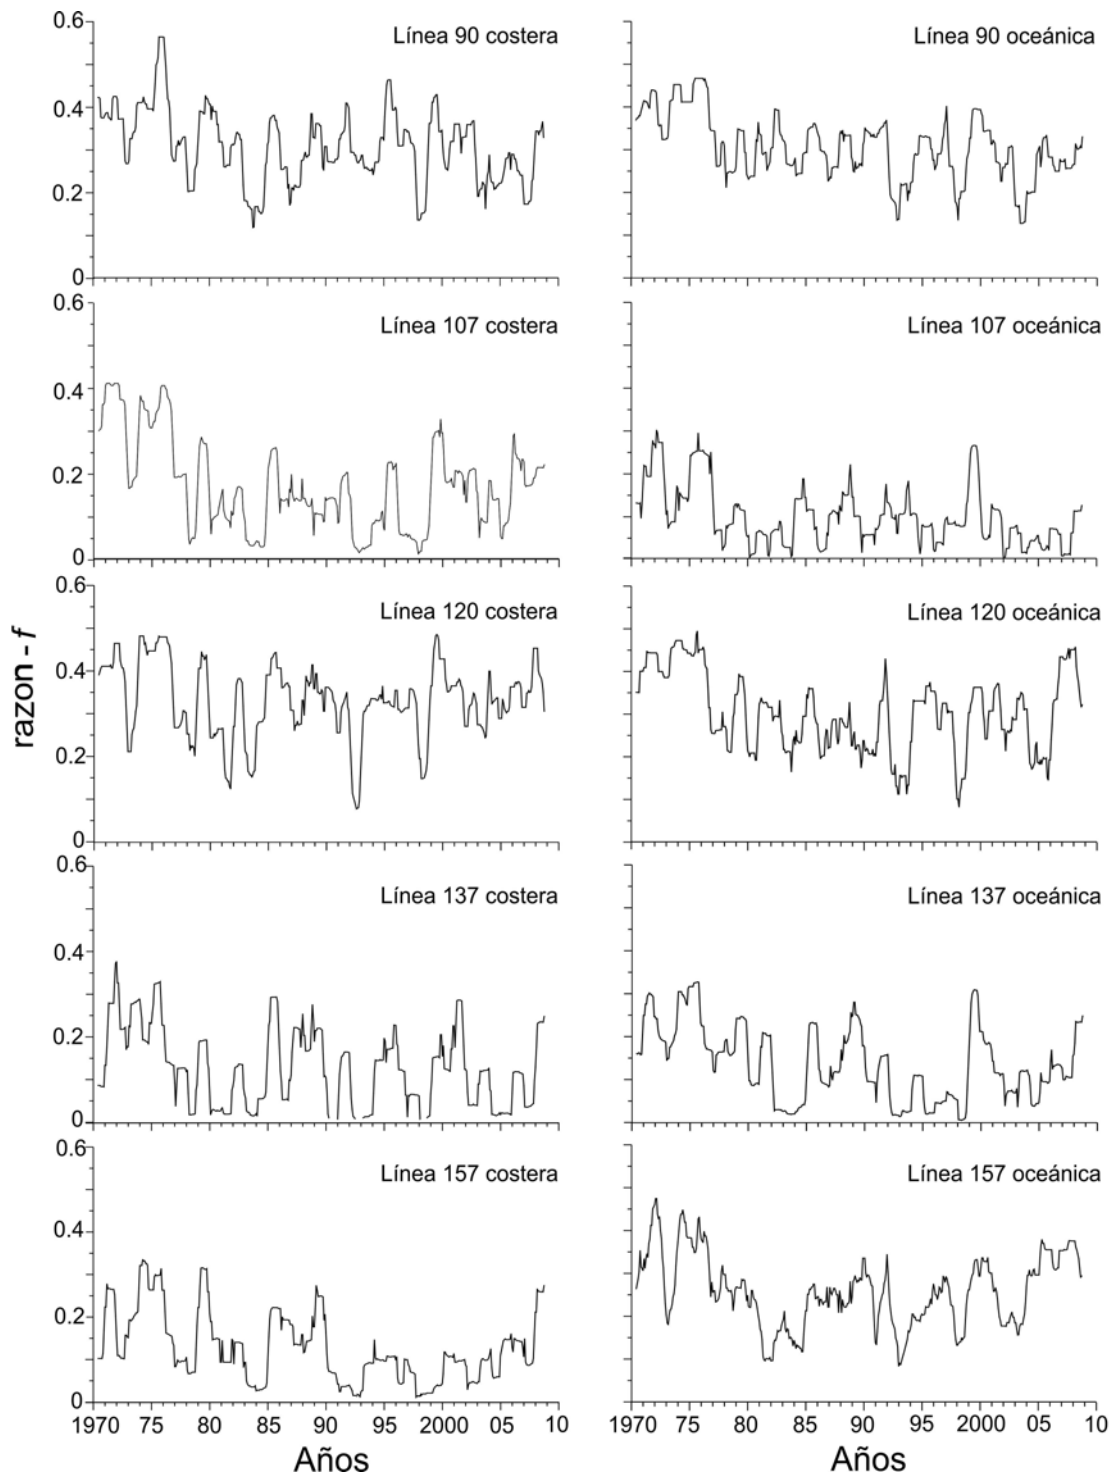 0.6
0.4
0.2
0
Línea 90 costera
Línea 90 oceánica
0.6
0.4
0.2
0
Línea 107 costera
Línea 107 oceánica
0.6
0.4
0.2
0
Línea 120 costera
Línea 120 oceánica
razon - f
0.6
0.4
0.2
0
Línea 137 costera
Línea 137 oceánica
0.6
0.4
0.2
0
Línea 157 costera
Línea 157 oceánica
1970 75 80 85 90 95 2000 05 10
1970 75 80 85 90 95 2000 05 10
Años
Años